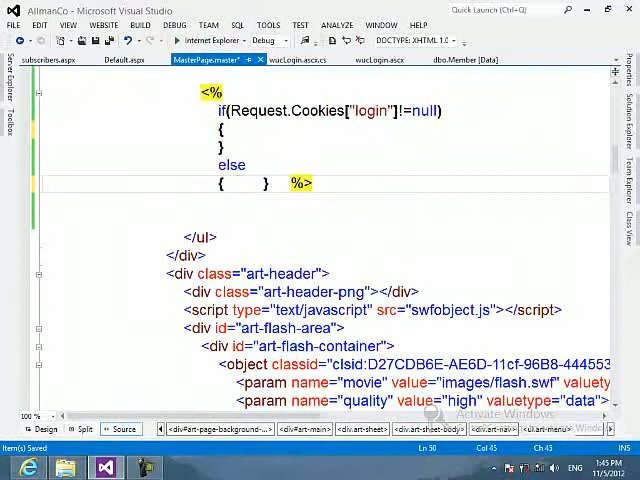 AllmanCo - Microsoft Visual Studio
Quick Launch (Ctrl+Q)
FILE EDIT VIEW WEBSITE BUILD DEBUG TEAM SQL TOOLS TEST ANALYZE WINDOW HELP
Internet Explorer Debug DOCTYPE: XHTML 1.0
subscribers.aspx Default.aspx MasterPage.master* wucLogin.ascx.cs wucLogin.ascx dbo.Member [Data]
Server Explorer
Toolbox
Properties
Solution Explorer
Team Explorer
Class View
<%
if(Request.Cookies["login"]!=null)
{
}
else
{ } %>
</ul>
</div>
<div class="art-header">
<div class="art-header-png"></div>
<script type="text/javascript" src="swfobject.js"></script>
<div id="art-flash-area">
<div id="art-flash-container">
<object classid="clsid:D27CDB6E-AE6D-11cf-96B8-444553
<param name="movie" value="images/flash.swf" valuety
<param name="quality" value="high" valuetype="data">
100 %
Activate Windows
Design Split Source <div#art-page-background-...> <div#art-main> <div.art-sheet> <div.art-sheet-body> <div.art-nav> <ul.art-menu>
Item(s) Saved Ln 50 Col 45 Ch 45 INS
ENG 1:45 PM
11/5/2012